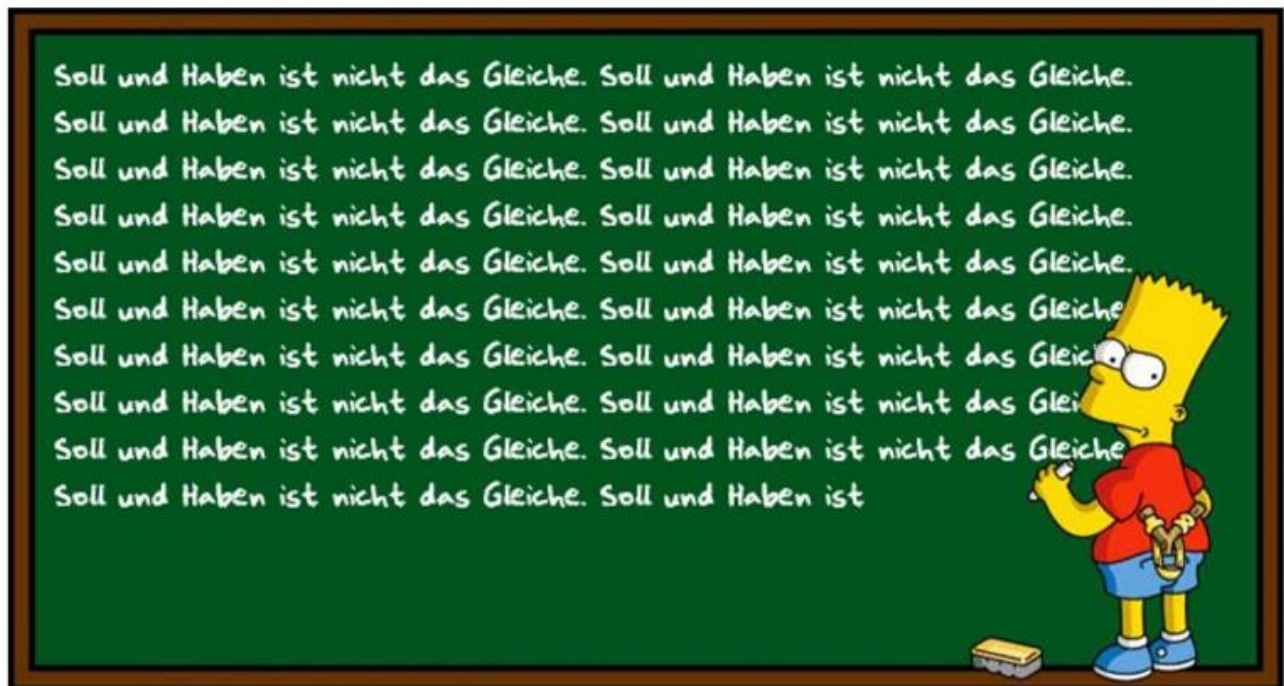 Soll und Haben ist nicht das Gleiche. Soll und Haben ist nicht das Gleiche.
Soll und Haben ist nicht das Gleiche. Soll und Haben ist nicht das Gleiche.
Soll und Haben ist nicht das Gleiche. Soll und Haben ist nicht das Gleiche.
Soll und Haben ist nicht das Gleiche. Soll und Haben ist nicht das Gleiche.
Soll und Haben ist nicht das Gleiche. Soll und Haben ist nicht das Gleiche.
Soll und Haben ist nicht das Gleiche. Soll und Haben ist nicht das Gleiche
Soll und Haben ist nicht das Gleiche. Soll und Haben ist nicht das Gleic
Soll und Haben ist nicht das Gleiche. Soll und Haben ist nicht das Glei
Soll und Haben ist nicht das Gleiche. Soll und Haben ist nicht das Gleiche
Soll und Haben ist nicht das Gleiche. Soll und Haben ist